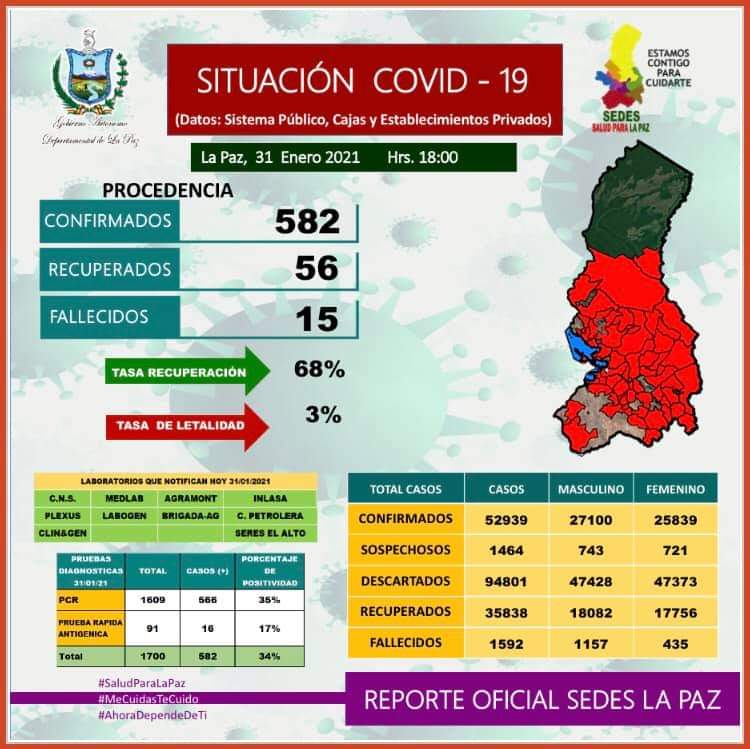 SITUACIÓN COVID - 19
(Datos: Sistema Público, Cajas y Establecimientos Privados)
Gobierno Autonomo
Departamental de La Paz
ESTAMOS
CONTIGO
PARA
CUIDARTE
SEDES
SALUD PARA LA PAZ
La Paz, 31 Enero 2021 Hrs. 18:00
PROCEDENCIA
CONFIRMADOS 582
RECUPERADOS 56
FALLECIDOS 15
TASA RECUPERACIÓN 68%
TASA DE LETALIDAD 3%
LABORATORIOS QUE NOTIFICAN HOY 31/01/2021
C.N.S. MEDLAB AGRAMONT INLASA
PLEXUS LABOGEN BRIGADA-AG C. PETROLERA
CLIN&GEN SERES EL ALTO
PRUEBAS
DIAGNOSTICAS
31/01/21
TOTAL
CASOS (+)
PORCENTAJE
DE
POSITIVIDAD
PCR 1609 566 35%
PRUEBA RAPIDA
ANTIGENICA
91 16 17%
Total 1700 582 34%
TOTAL CASOS CASOS MASCULINO FEMENINO
CONFIRMADOS 52939 27100 25839
SOSPECHOSOS 1464 743 721
DESCARTADOS 94801 47428 47373
RECUPERADOS 35838 18082 17756
FALLECIDOS 1592 1157 435
#SaludParaLaPaz
#MeCuidasTeCuido
#AhoraDependeDeTi
REPORTE OFICIAL SEDES LA PAZ